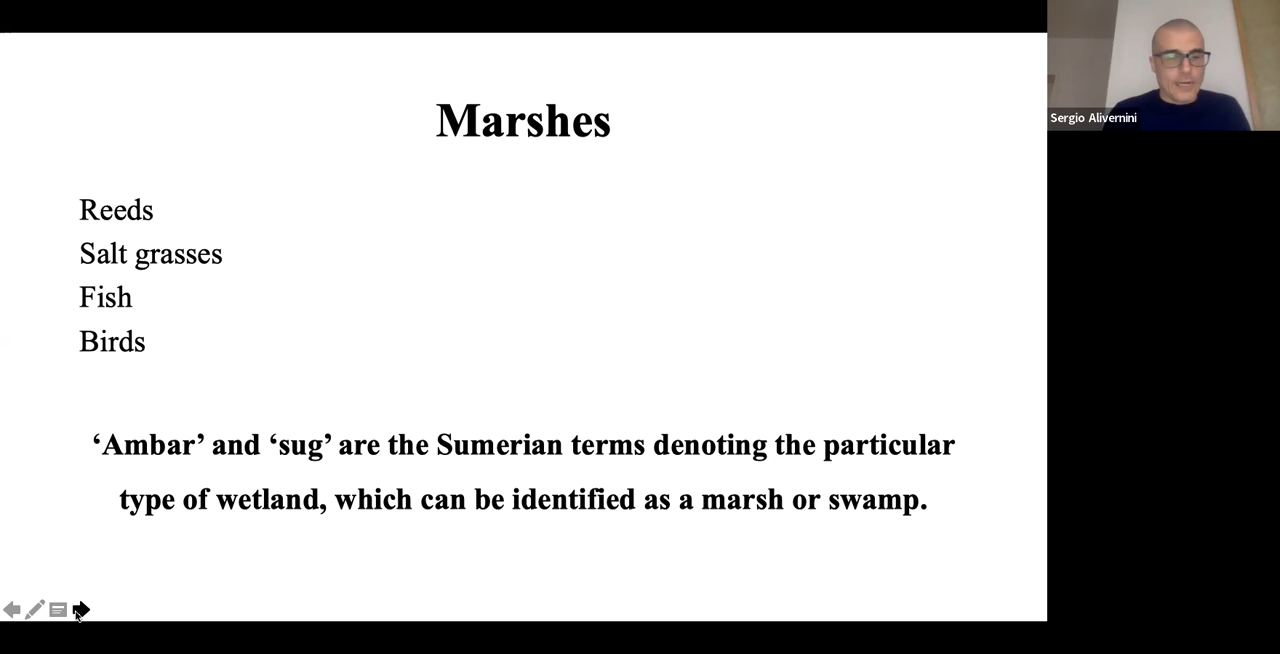 Marshes
Reeds
Salt grasses
Fish
Birds
‘Ambar’ and ‘sug’ are the Sumerian terms denoting the particular
type of wetland, which can be identified as a marsh or swamp.
Sergio Alivernini